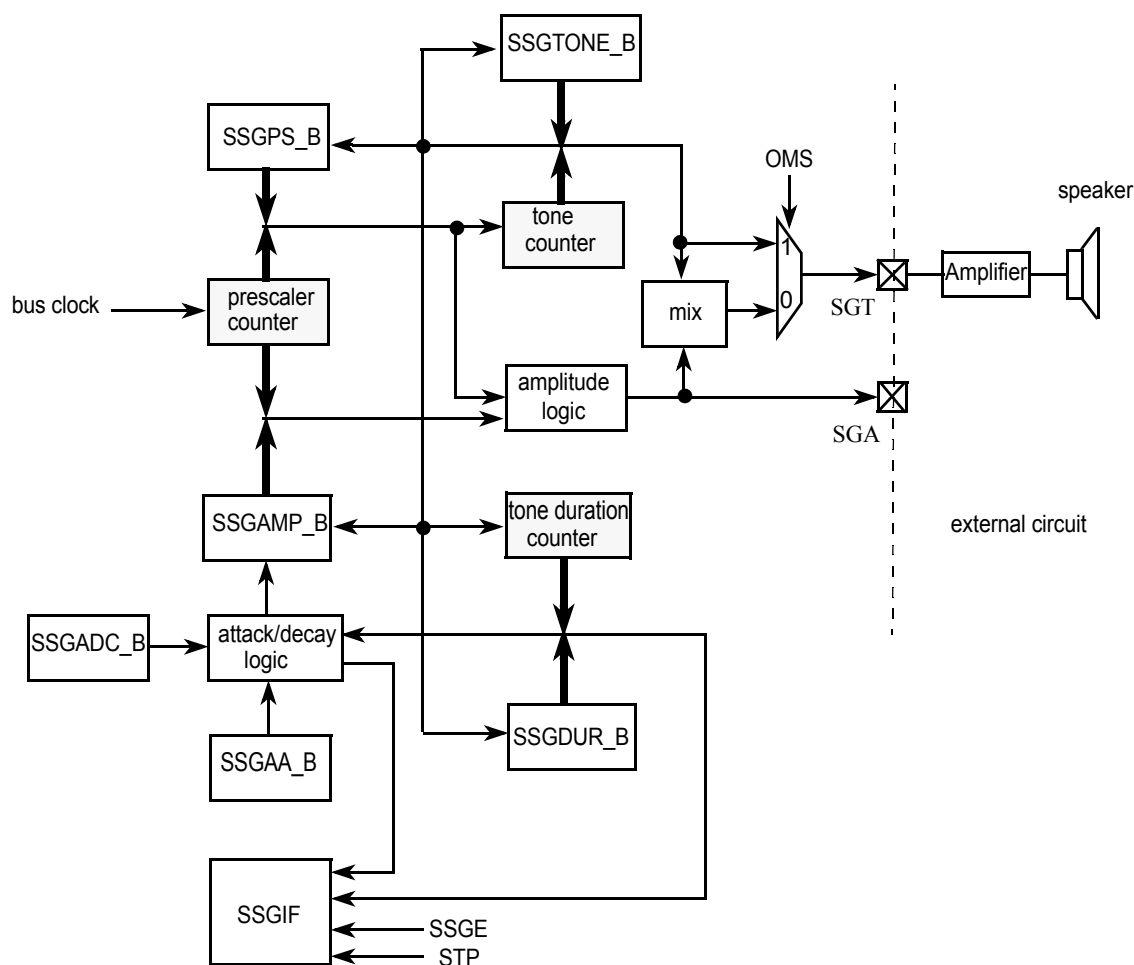 SSGTONE_B
SSGPS_B
OMS
speaker
tone
counter
1
Amplifier
bus clock
prescaler
counter
mix
0
SGT
amplitude
logic
SGA
SSGAMP_B
tone duration
counter
external circuit
SSGADC_B
attack/decay
logic
SSGDUR_B
SSGAA_B
SSGIF
SSGE
STP